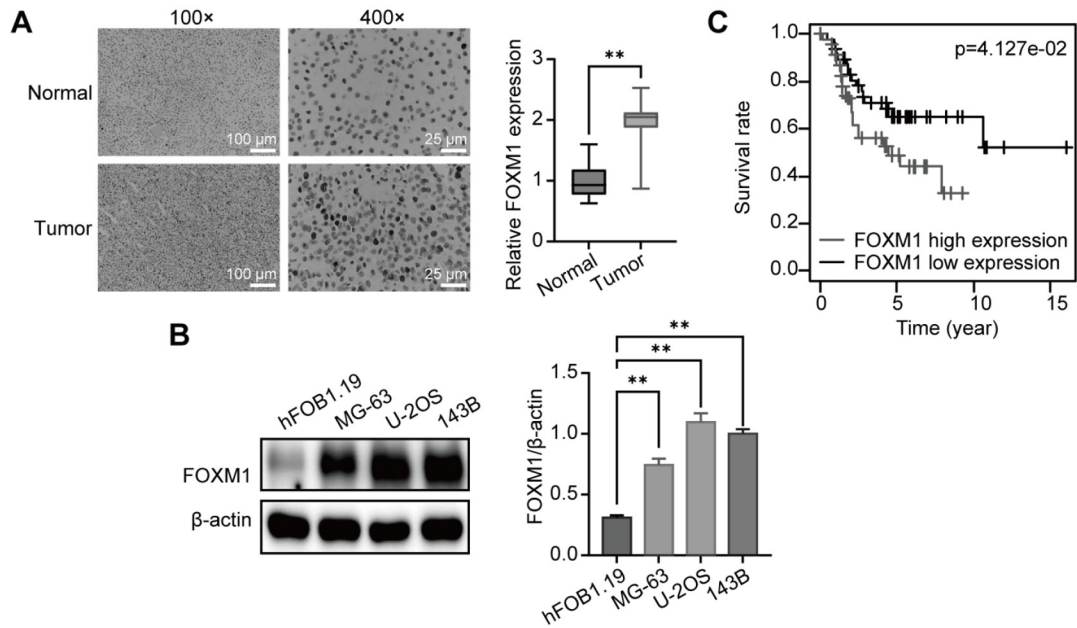 A
100×
400×
Normal
100 µm
25 µm
Tumor
100 µm
25 µm
Relative FOXM1 expression
3
2
1
0
**
Normal
Tumor
C
Survival rate
1.0
0.8
0.6
0.4
0.2
0.0
p=4.127e-02
FOXM1 high expression
FOXM1 low expression
0
5
10
15
Time (year)
B
hFOB1.19
MG-63
U-2OS
143B
FOXM1
β-actin
FOXM1/β-actin
1.5
1.0
0.5
0.0
**
**
**
hFOB1.19
MG-63
U-2OS
143B